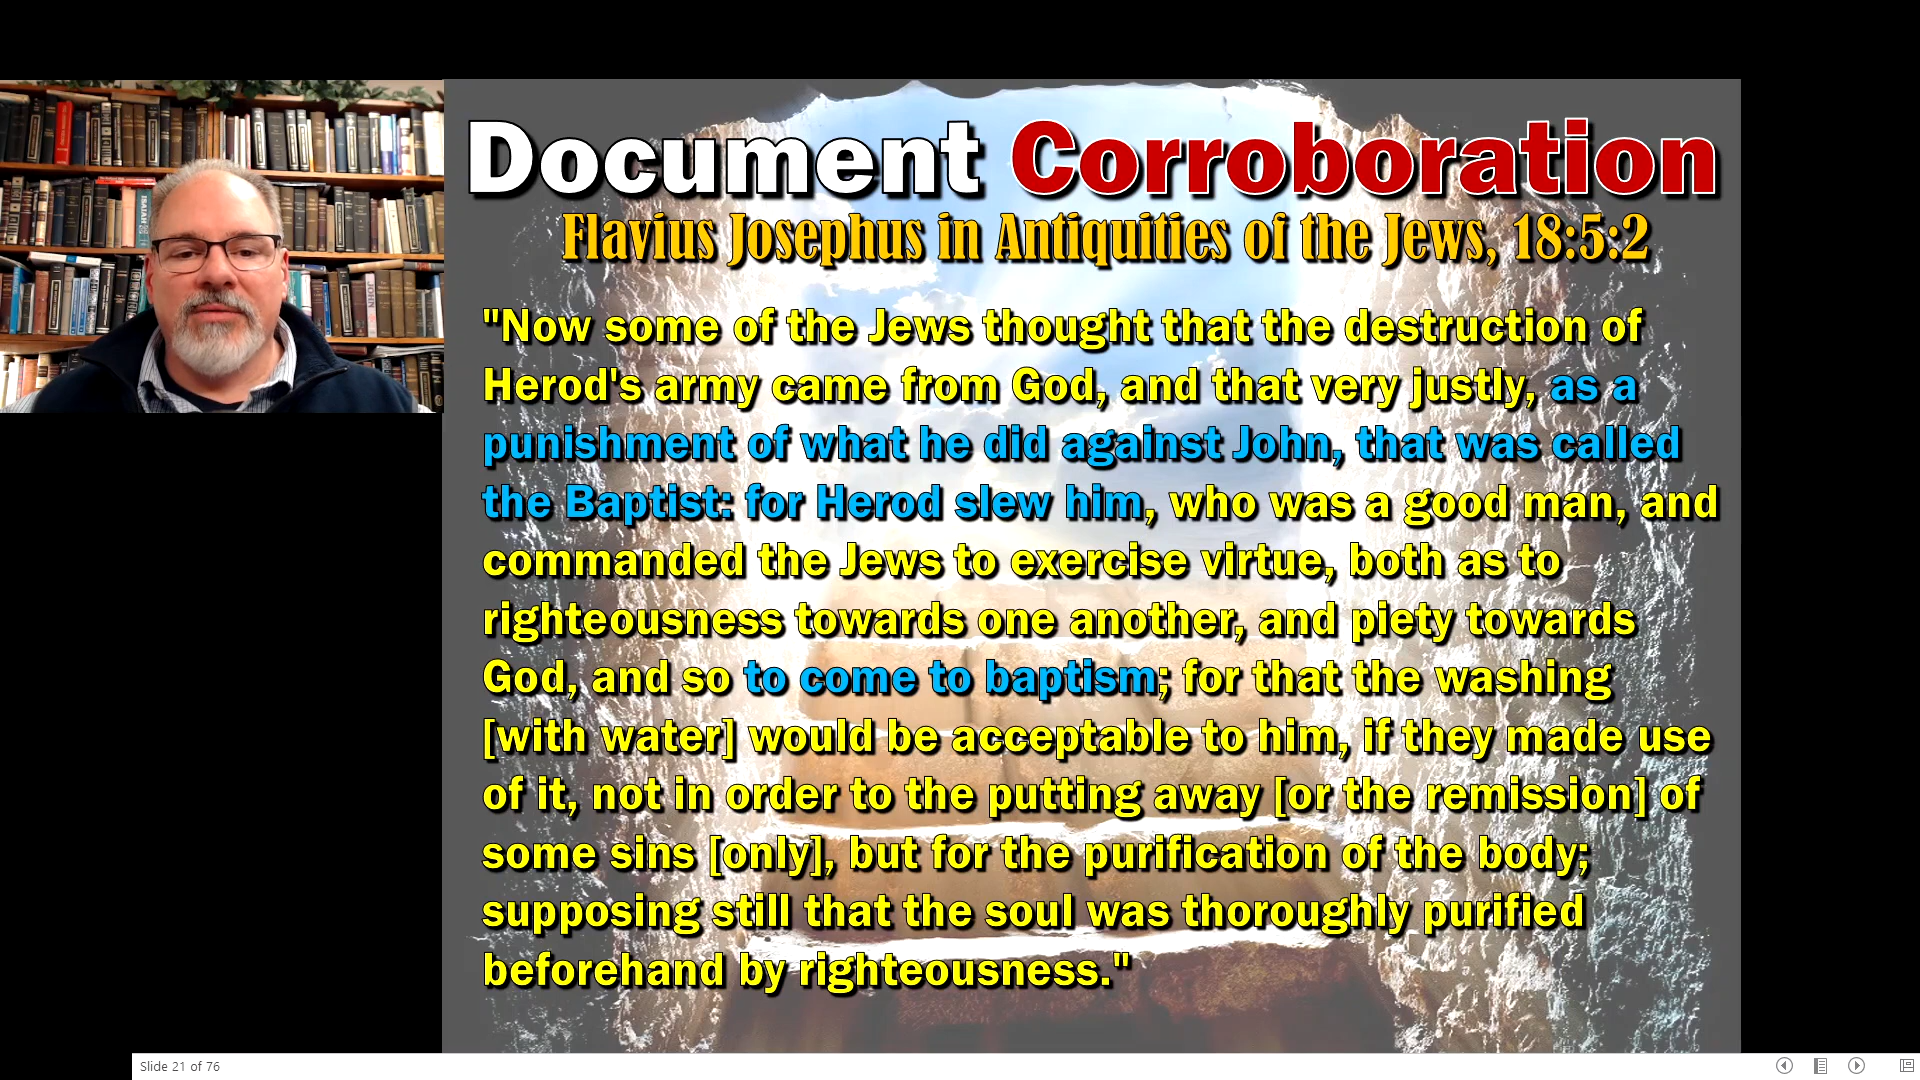 Document Corroboration
Flavius Josephus in Antiquities of the Jews, 18:5:2
"Now some of the Jews thought that the destruction of
Herod's army came from God, and that very justly, as a
punishment of what he did against John, that was called
the Baptist: for Herod slew him, who was a good man, and
commanded the Jews to exercise virtue, both as to
righteousness towards one another, and piety towards
God, and so to come to baptism; for that the washing
[with water] would be acceptable to him, if they made use
of it, not in order to the putting away [or the remission] of
some sins [only], but for the purification of the body;
supposing still that the soul was thoroughly purified
beforehand by righteousness."
ISAIAH
JOHN
Slide 21 of 76